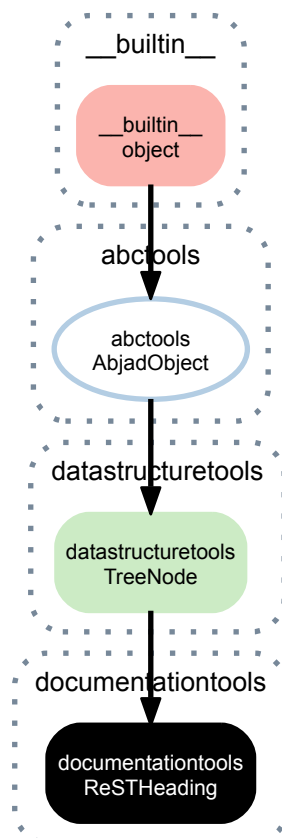 __builtin__
__builtin__
object
abctools
abctools
AbjadObject
datastructuretools
datastructuretools
TreeNode
documentationtools
documentationtools
ReSTHeading